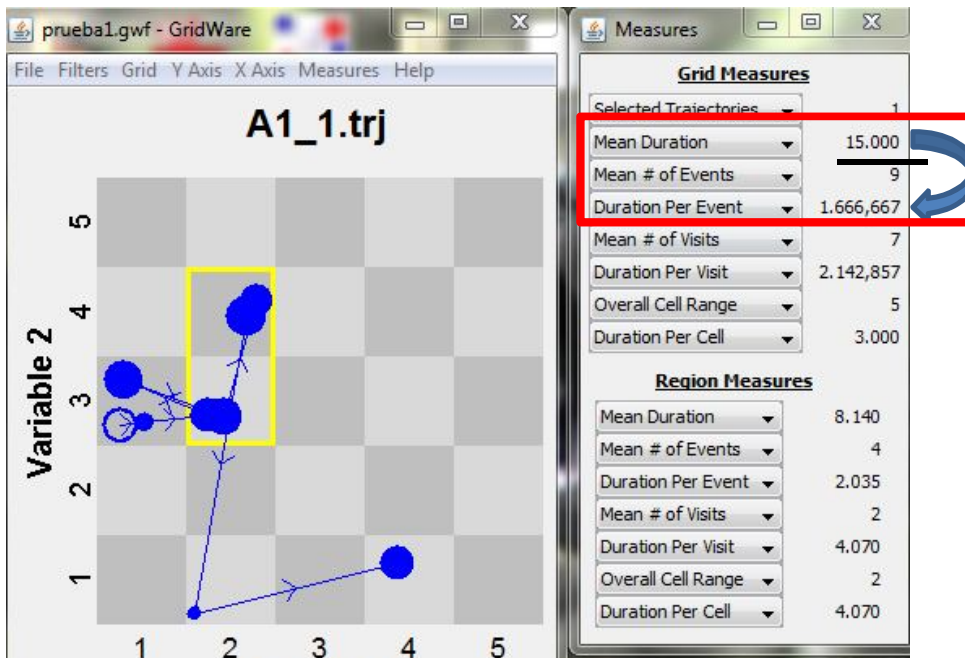 prueba1.gwf - GridWare
File Filters Grid Y Axis X Axis Measures Help
A1_1.trj
Variable 2
5
4
3
2
1
1 2 3 4 5
Measures
Grid Measures
Selected Trajectories 1
Mean Duration 15.000
Mean # of Events 9
Duration Per Event 1.666,667
Mean # of Visits 7
Duration Per Visit 2.142,857
Overall Cell Range 5
Duration Per Cell 3.000
Region Measures
Mean Duration 8.140
Mean # of Events 4
Duration Per Event 2.035
Mean # of Visits 2
Duration Per Visit 4.070
Overall Cell Range 2
Duration Per Cell 4.070